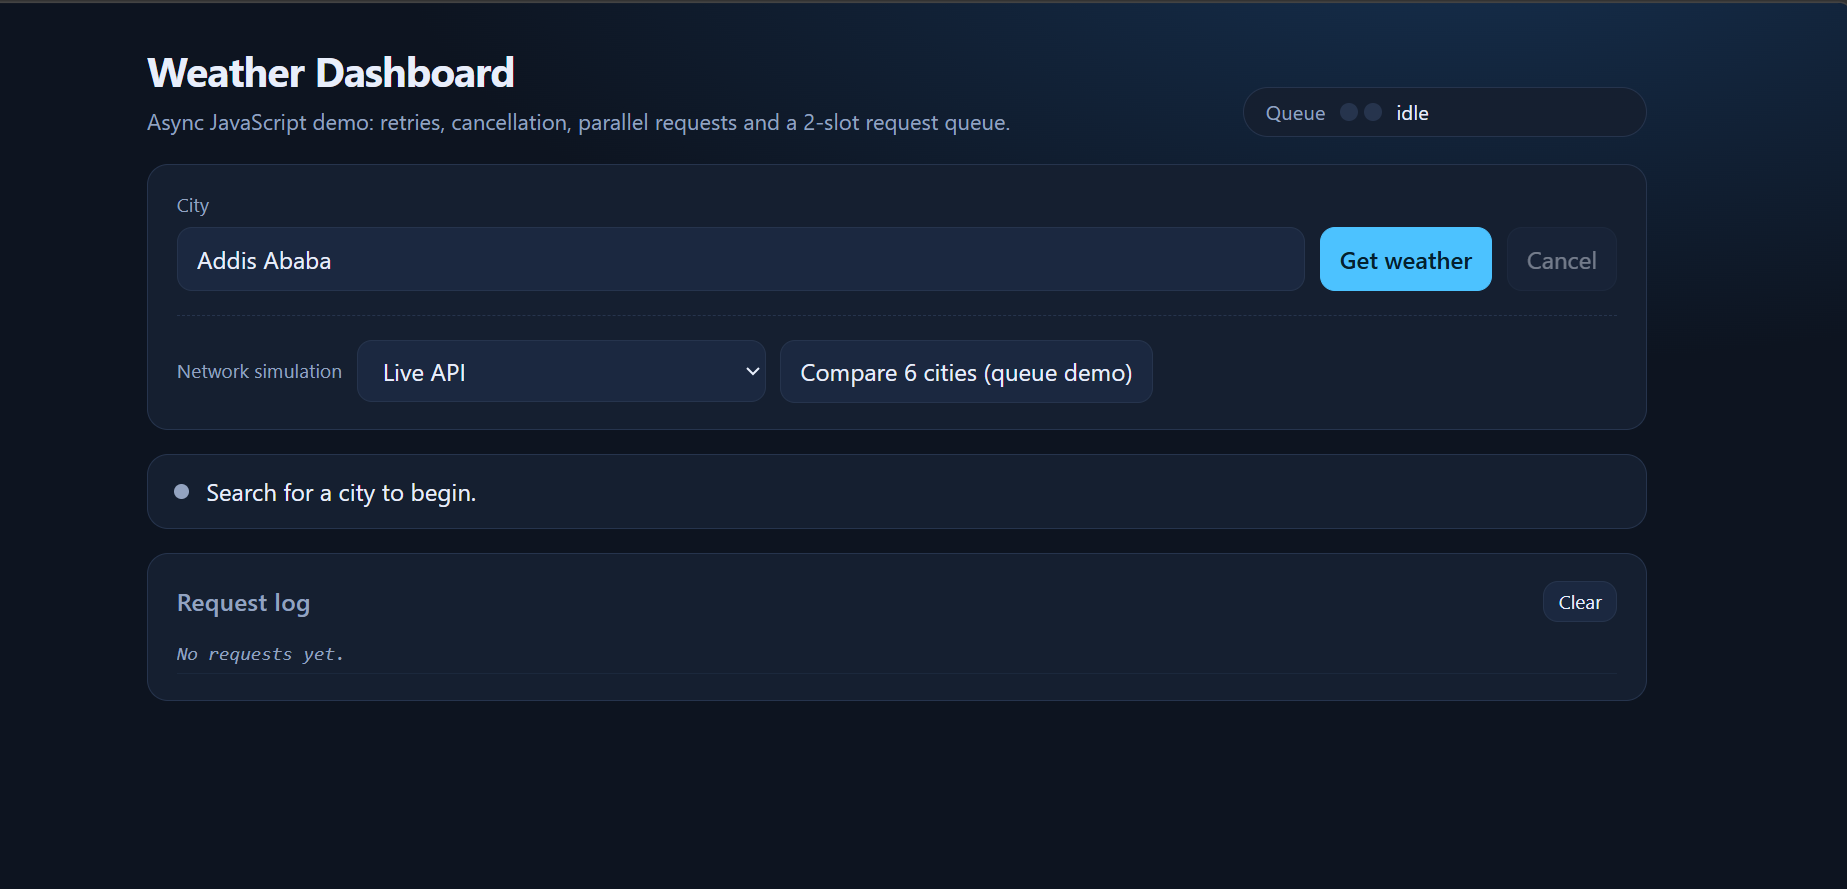 Weather Dashboard
Async JavaScript demo: retries, cancellation, parallel requests and a 2-slot request queue.
Queue idle
City
Addis Ababa
Get weather
Cancel
Network simulation
Live API
Compare 6 cities (queue demo)
Search for a city to begin.
Request log
Clear
No requests yet.